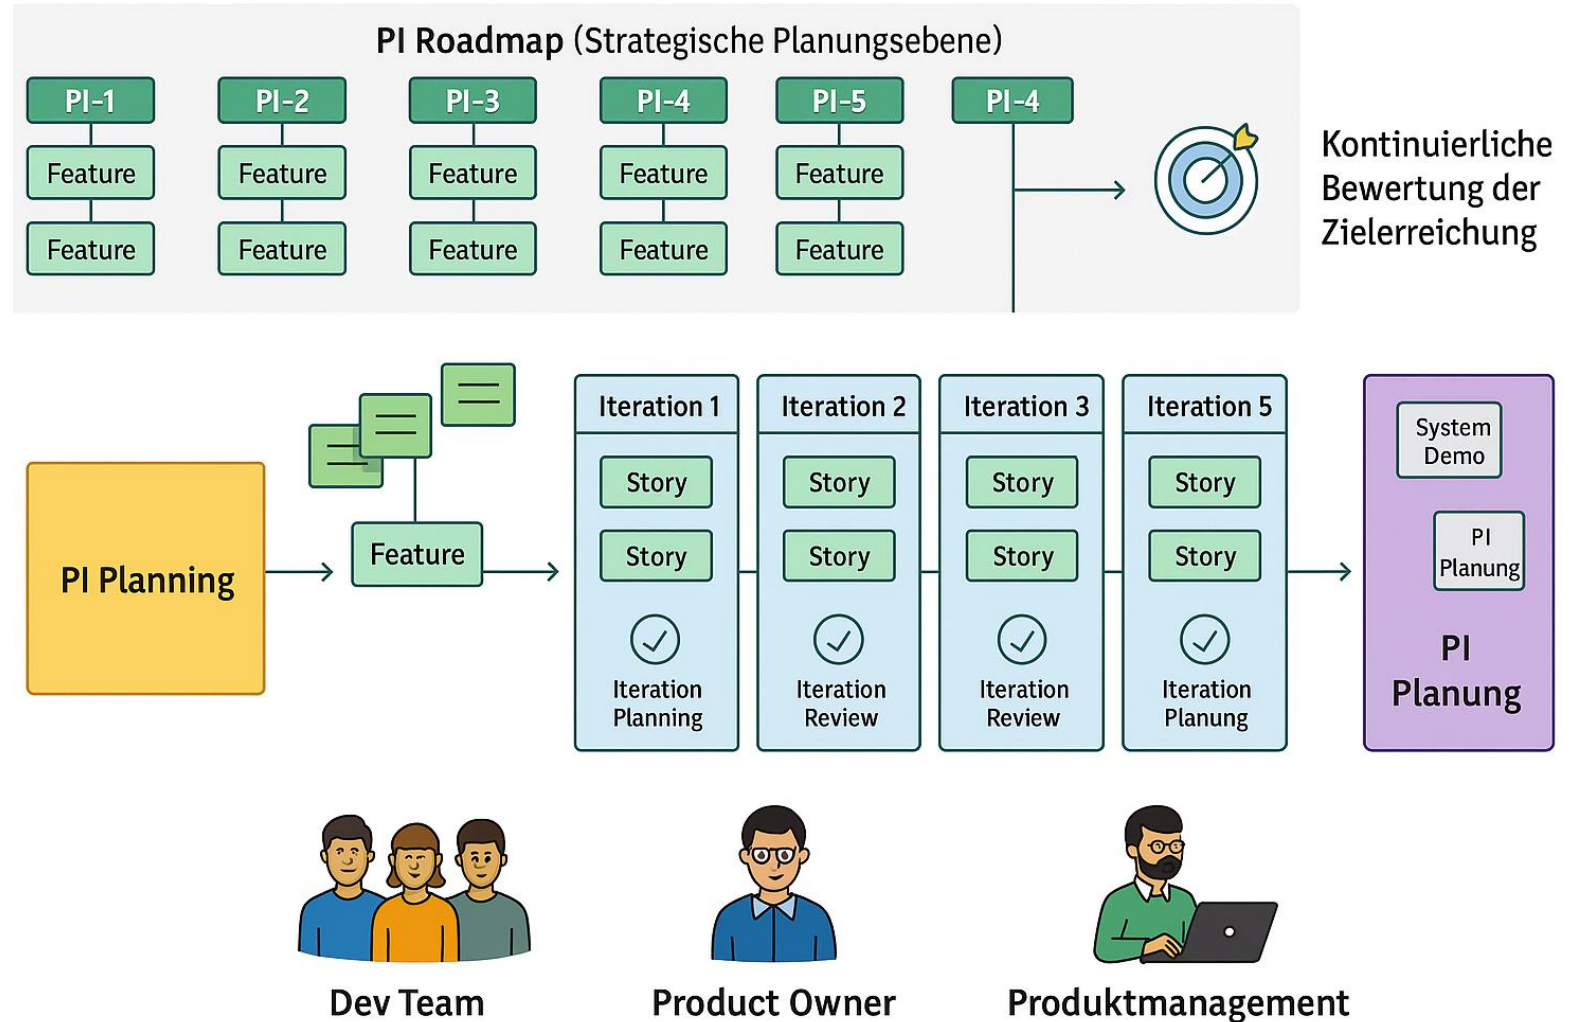 PI Roadmap (Strategische Planungsebene)
PI-1
PI-2
PI-3
PI-4
PI-5
PI-4
Feature
Feature
Feature
Feature
Feature
Feature
Feature
Feature
Feature
Feature
Kontinuierliche
Bewertung der
Zielerreichung
PI Planning
Feature
Iteration 1
Story
Story
Iteration
Planning
Iteration 2
Story
Story
Iteration
Review
Iteration 3
Story
Story
Iteration
Review
Iteration 5
Story
Story
Iteration
Planung
System
Demo
PI
Planung
PI
Planung
Dev Team
Product Owner
Produktmanagement